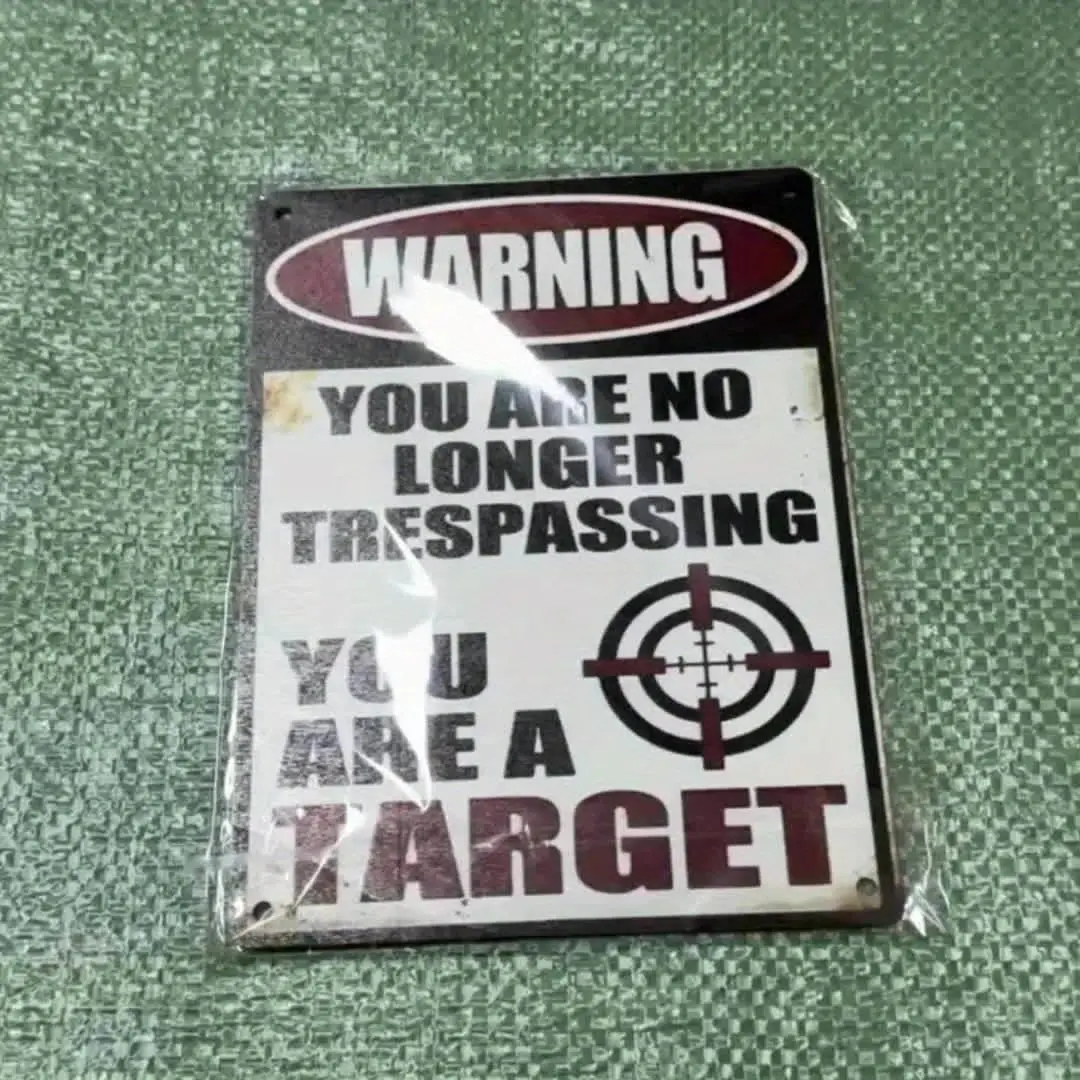 WARNING
YOU ARE NO
LONGER
TRESPASSING
YOU
ARE A
TARGET